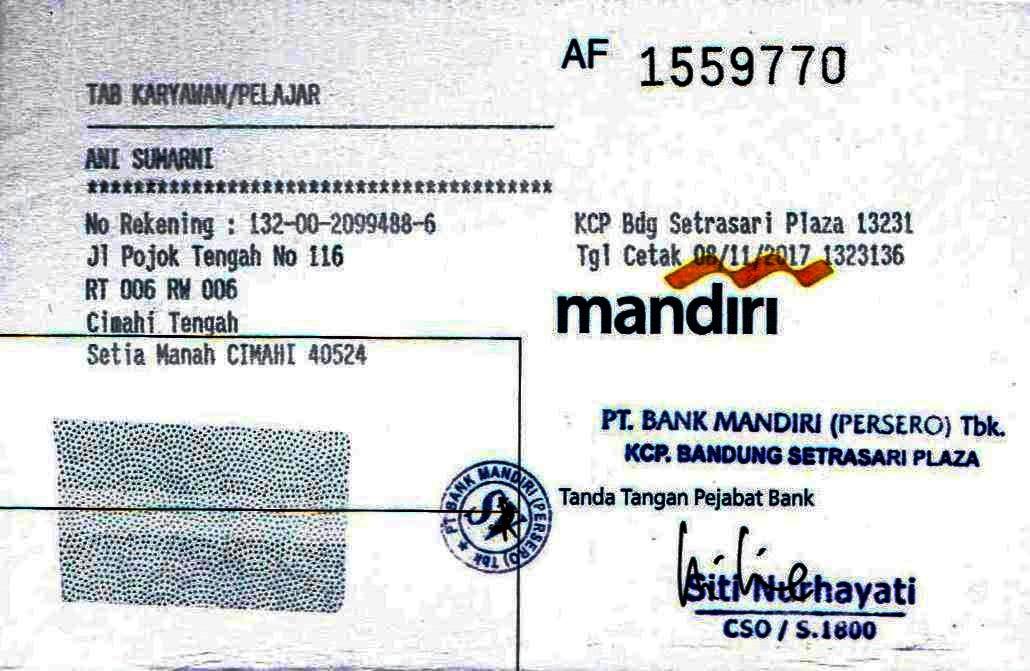 AF 1559770
TAB KARYAWAN/PELAJAR
ANI SUMARNI
****************************************
No Rekening : 132-00-2099488-6
Jl Pojok Tengah No 116
RT 006 RW 006
Cimahi Tengah
Setia Manah CIMAHI 40524
KCP Bdg Setrasari Plaza 13231
Tgl Cetak 08/11/2017 1323136
mandiri
PT. BANK MANDIRI (PERSERO) Tbk.
KCP. BANDUNG SETRASARI PLAZA
PT BANK MANDIRI (PERSERO) Tbk
Tanda Tangan Pejabat Bank
Siti Nurhayati
CSO / S.1800